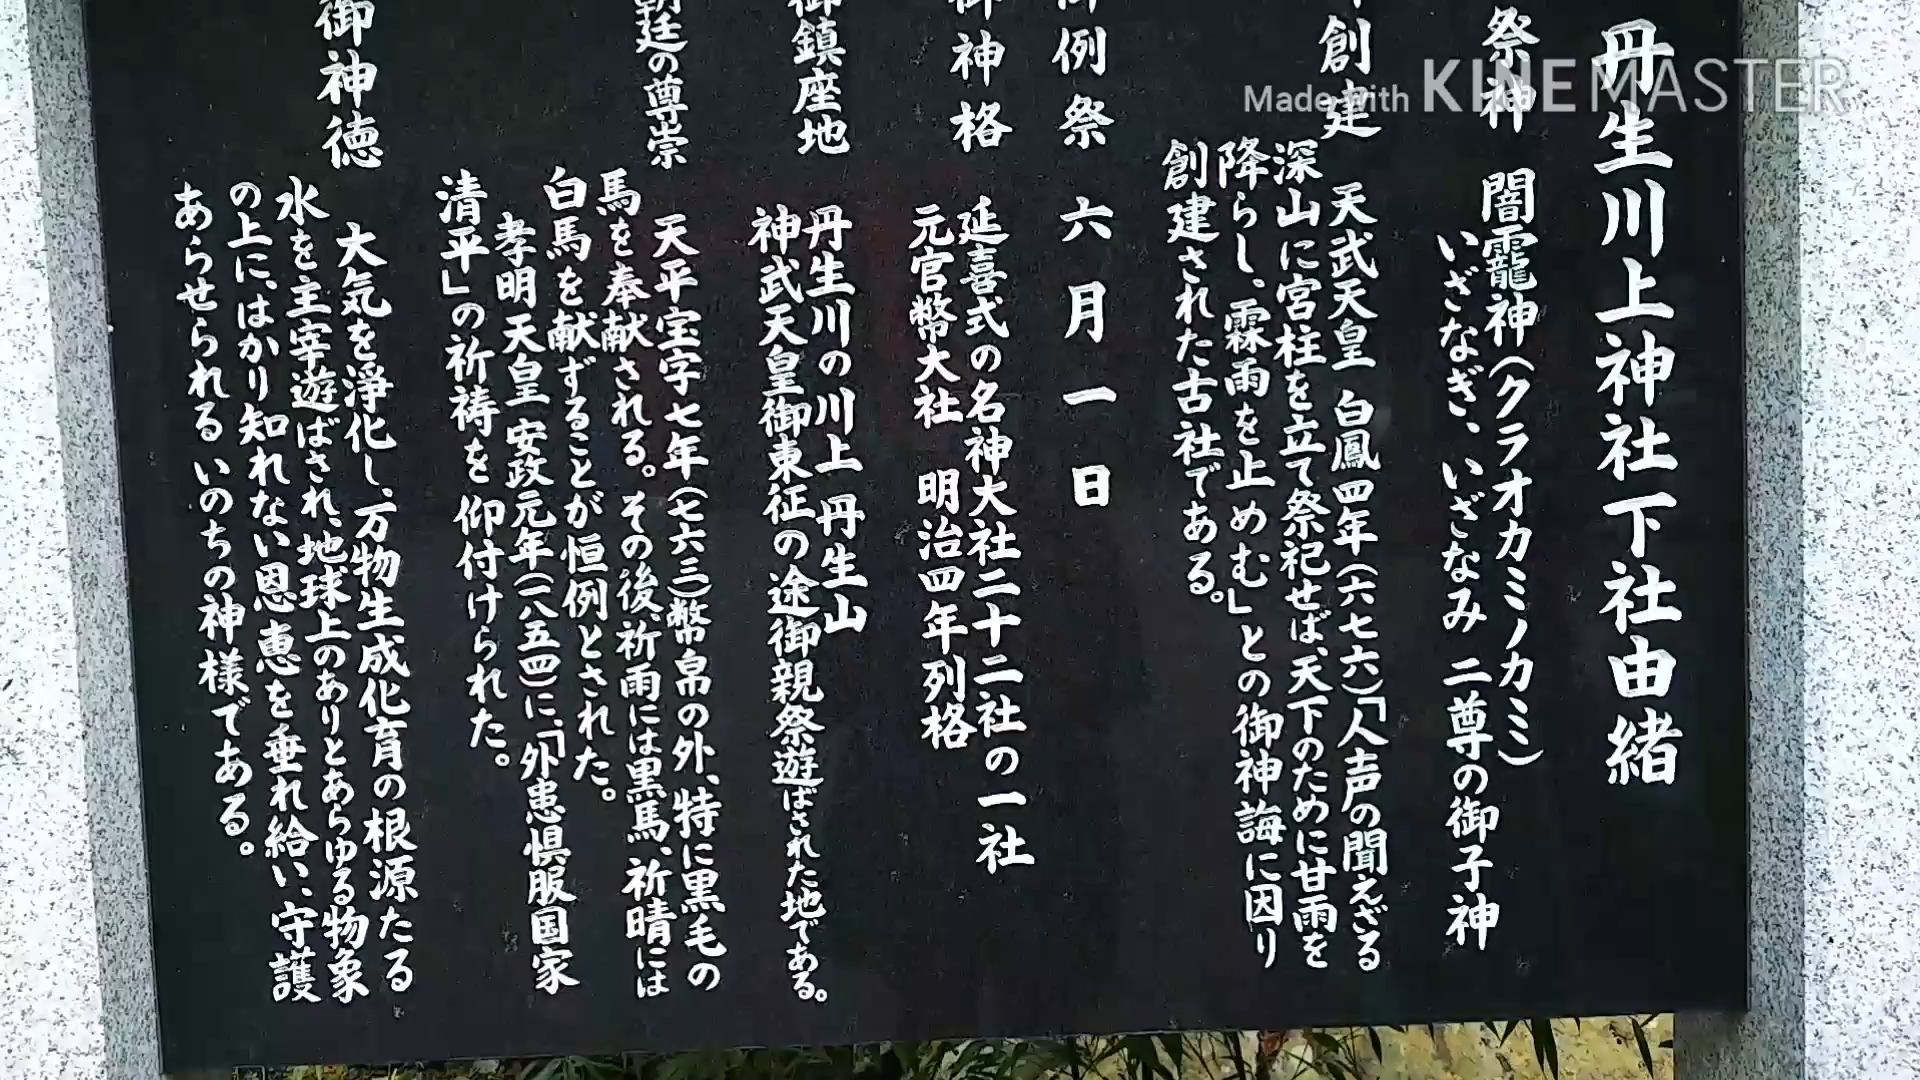 丹生川上神社下社由緒
祭神 闇龗神(クラオカミノカミ)
いざなぎ、いざなみ 二尊の御子神
創建 天武天皇 白鳳四年(六七六)「人声の聞えざる
深山に宮柱を立て祭祀せば、天下のために甘雨を
降らし、霖雨を止めむ」との御神誨に因り
創建された古社である。
御例祭 六月一日
御神格 延喜式の名神大社二十二社の一社
元官幣大社 明治四年列格
御鎮座地 丹生川の川上 丹生山
神武天皇御東征の途御親祭遊ばされた地である。
朝廷の尊崇 天平宝字七年(七六三)幣帛の外、特に黒毛の
馬を奉献される。その後、祈雨には黒馬、祈晴には
白馬を献ずることが恒例とされた。
孝明天皇 安政元年(一八五四)に、「外患惧服国家
清平」の祈祷を仰付けられた。
御神徳 大気を浄化し、万物生成化育の根源たる
水を主宰遊ばされ、地球上のありとあらゆる物象
の上に、はかり知れない恩恵を垂れ給い、守護
あらせられる いのちの神様である。
Made with KINEMASTER